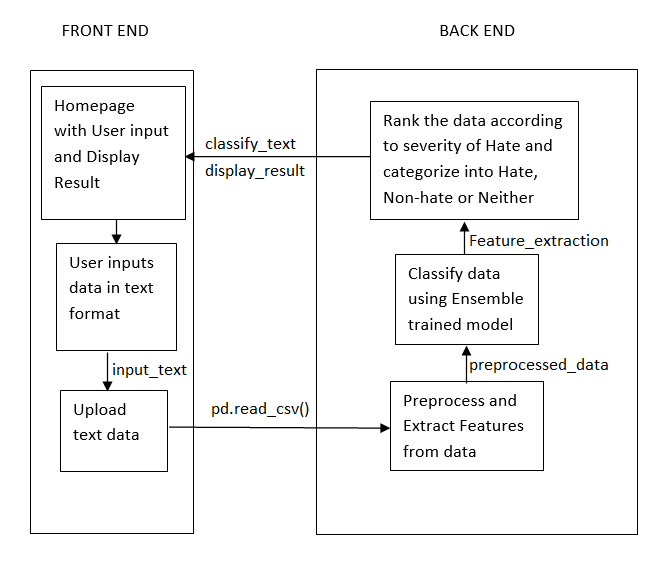 FRONT END
BACK END
Homepage
with User input
and Display
Result
classify_text
display_result
Rank the data according
to severity of Hate and
categorize into Hate,
Non-hate or Neither
Feature_extraction
User inputs
data in text
format
Classify data
using Ensemble
trained model
input_text
preprocessed_data
Upload
text data
pd.read_csv()
Preprocess and
Extract Features
from data